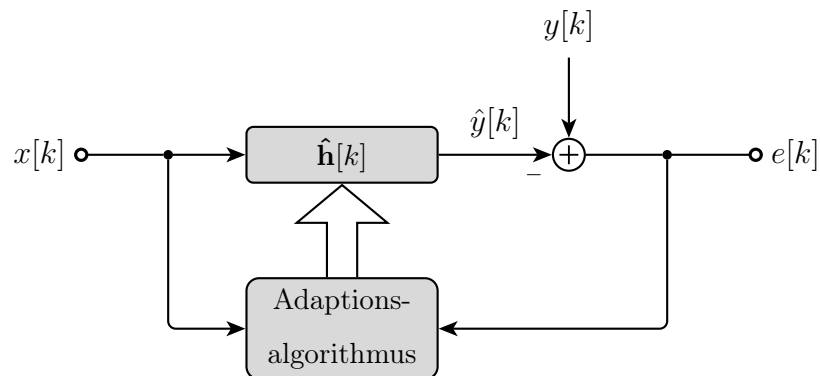 y[k]
ŷ[k]
x[k]
ĥ[k]
+
−
e[k]
Adaptions-
algorithmus